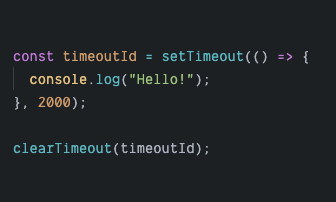 const timeoutId = setTimeout(() => {
  console.log("Hello!");
}, 2000);

clearTimeout(timeoutId);